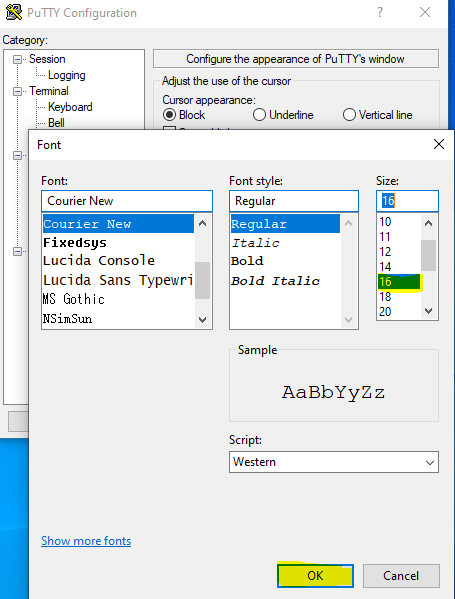 PuTTY Configuration
?
Category:
Session
Logging
Terminal
Keyboard
Bell
Configure the appearance of PuTTY's window
Adjust the use of the cursor
Cursor appearance:
Block
Underline
Vertical line
Font
Font:
Courier New
Courier New
Fixedsys
Lucida Console
Lucida Sans Typewri
MS Gothic
NSimSun
Font style:
Regular
Regular
Italic
Bold
Bold Italic
Size:
16
10
11
12
14
16
18
20
Sample
AaBbYyZz
Script:
Western
Show more fonts
OK
Cancel